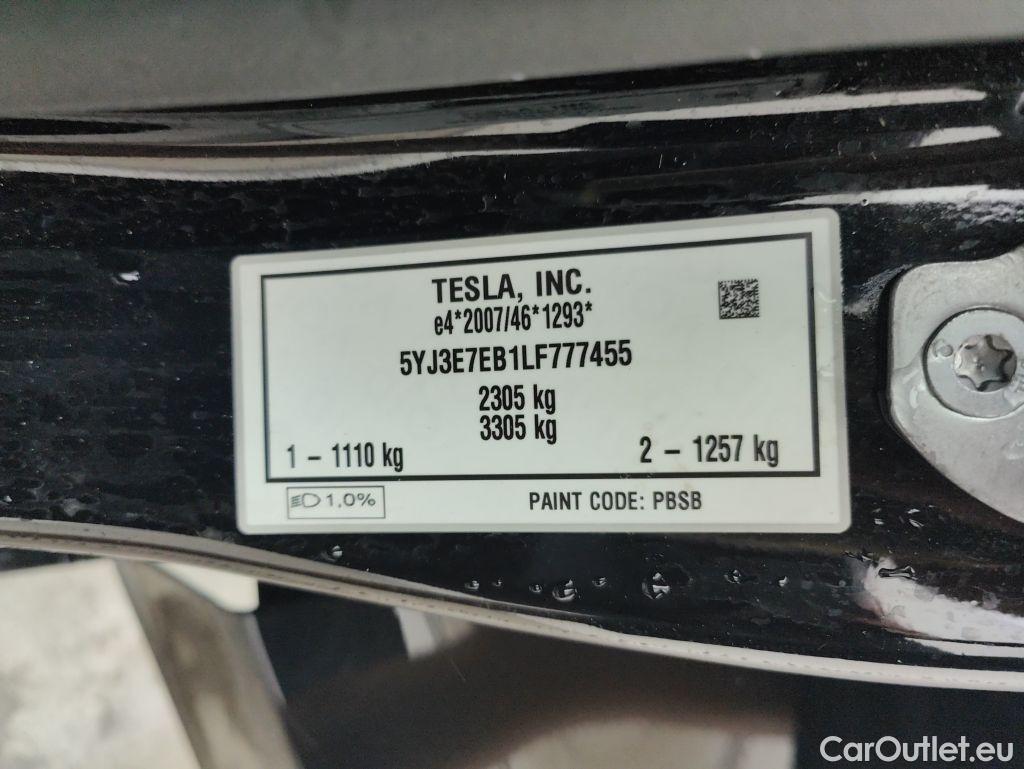 TESLA, INC.
e4*2007/46*1293*
5YJ3E7EB1LF777455
2305 kg
3305 kg
1 – 1110 kg
2 – 1257 kg
1.0%
PAINT CODE: PBSB
CarOutlet.eu